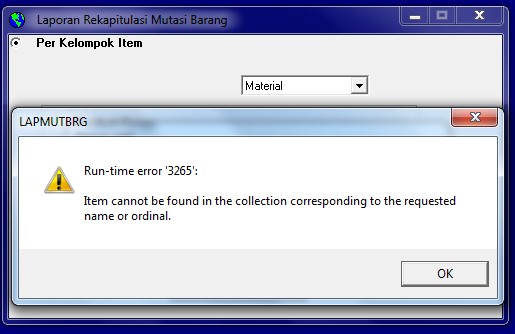 Laporan Rekapitulasi Mutasi Barang
Per Kelompok Item
Material
LAPMUTBRG
Run-time error '3265':
Item cannot be found in the collection corresponding to the requested
name or ordinal.
OK